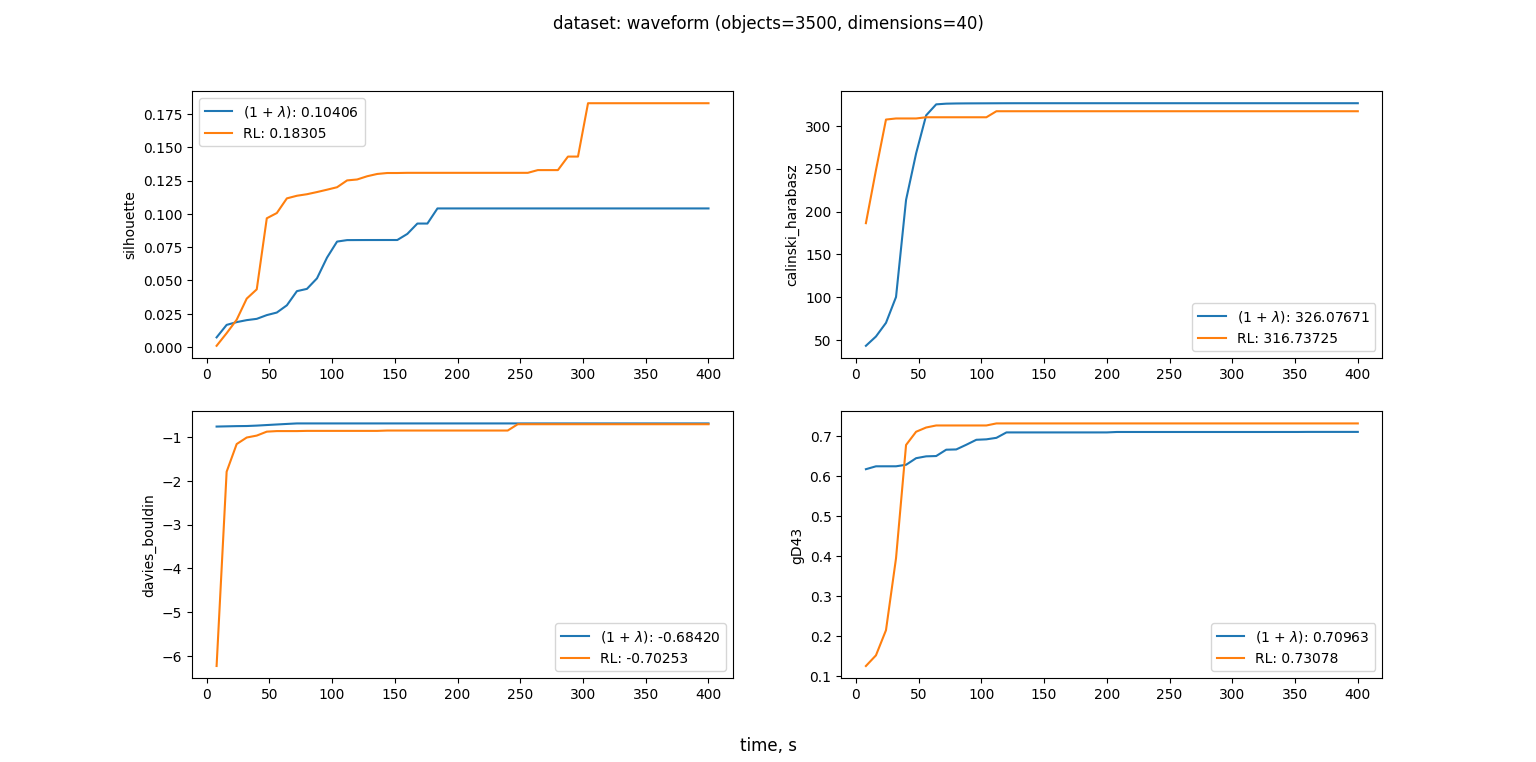 dataset: waveform (objects=3500, dimensions=40)
silhouette
0.175
0.150
0.125
0.100
0.075
0.050
0.025
0.000
(1 + λ): 0.10406
RL: 0.18305
0 50 100 150 200 250 300 350 400
calinski_harabasz
300
250
200
150
100
50
(1 + λ): 326.07671
RL: 316.73725
0 50 100 150 200 250 300 350 400
davies_bouldin
−1
−2
−3
−4
−5
−6
(1 + λ): -0.68420
RL: -0.70253
0 50 100 150 200 250 300 350 400
gD43
0.7
0.6
0.5
0.4
0.3
0.2
0.1
(1 + λ): 0.70963
RL: 0.73078
0 50 100 150 200 250 300 350 400
time, s